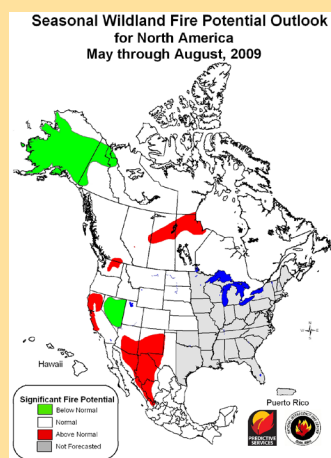 Seasonal Wildland Fire Potential Outlook
for North America
May through August, 2009
Hawaii
Puerto Rico
Significant Fire Potential
Below Normal
Normal
Above Normal
Not Forecasted
PREDICTIVE
SERVICES